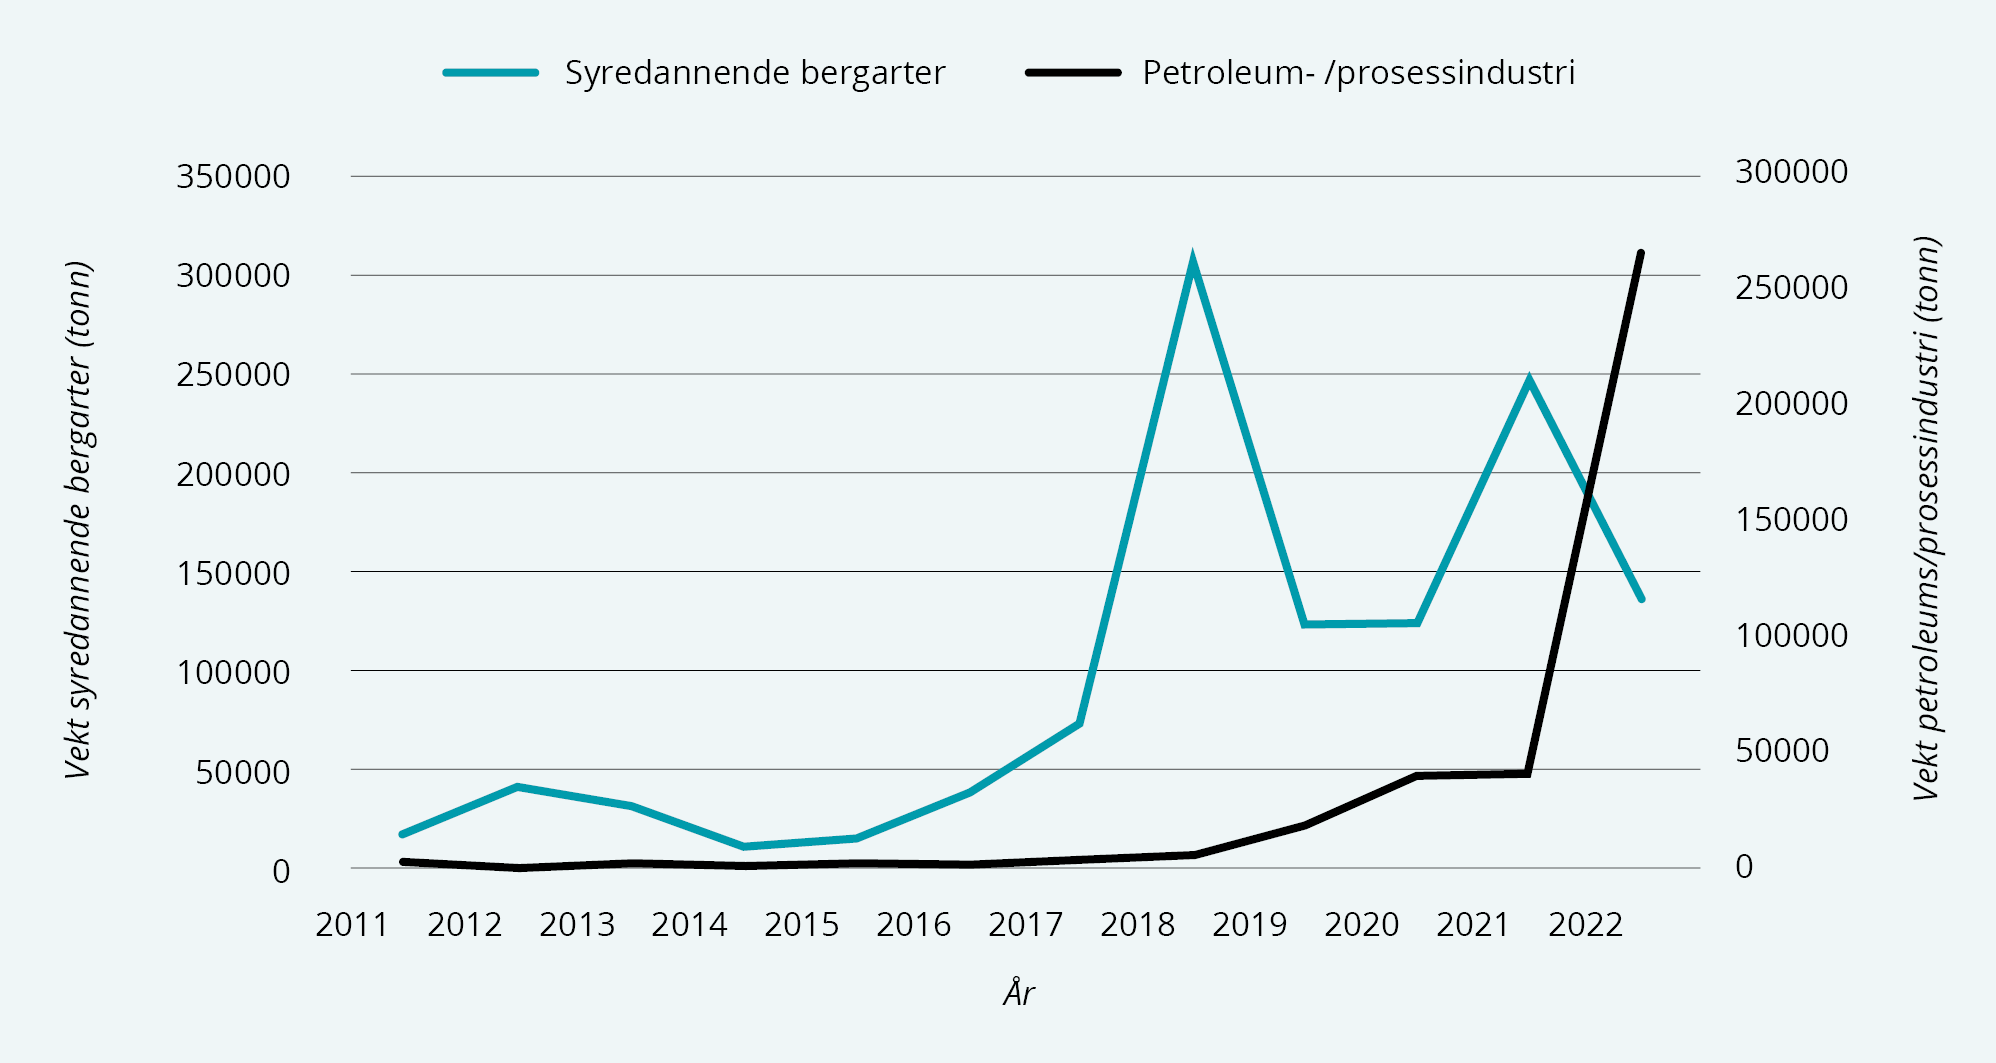 Syredannende bergarter
Petroleum- /prosessindustri
Vekt syredannende bergarter (tonn)
350000
300000
250000
200000
150000
100000
50000
0
300000
250000
200000
150000
100000
50000
0
Vekt petroleums/prosessindustri (tonn)
2011 2012 2013 2014 2015 2016 2017 2018 2019 2020 2021 2022
År